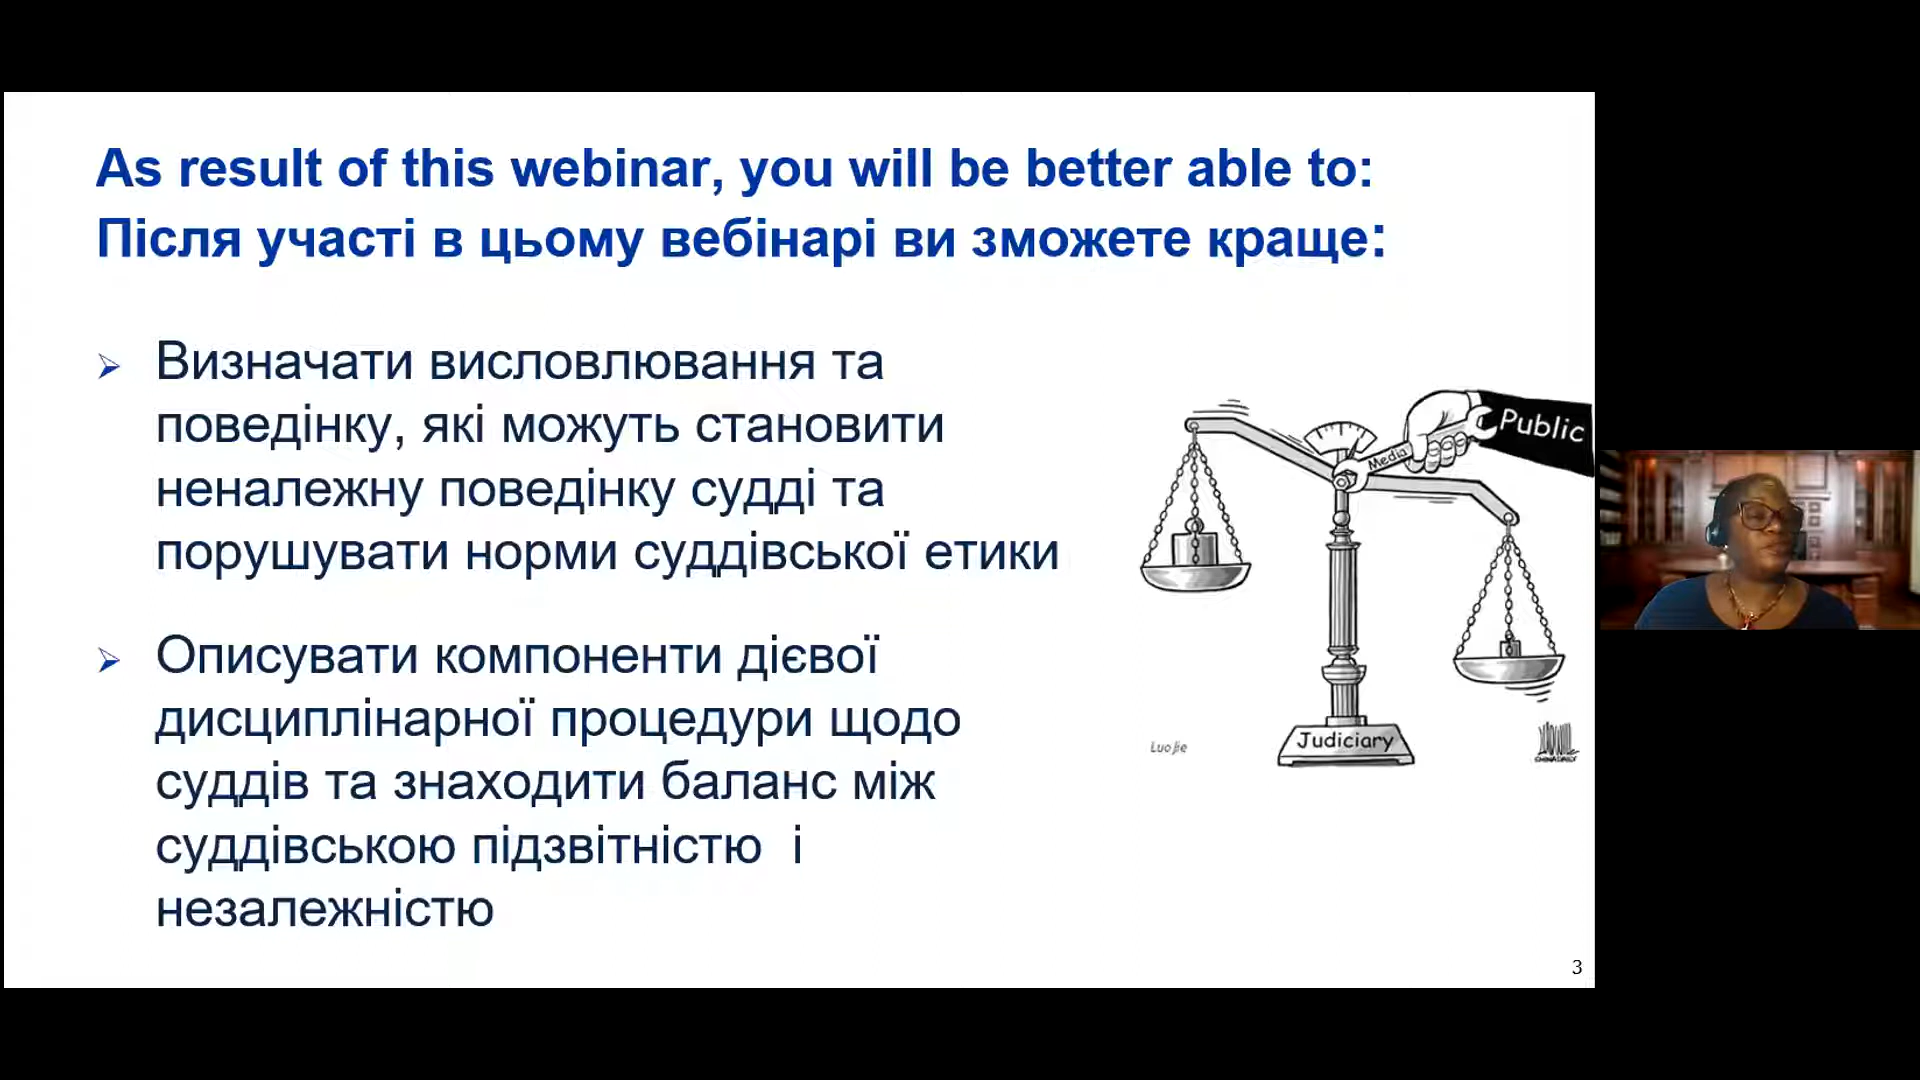 As result of this webinar, you will be better able to:
Після участі в цьому вебінарі ви зможете краще:
Визначати висловлювання та
поведінку, які можуть становити
неналежну поведінку судді та
порушувати норми суддівської етики
Описувати компоненти дієвої
дисциплінарної процедури щодо
суддів та знаходити баланс між
суддівською підзвітністю і
незалежністю
Public
Media
Judiciary
Luo Jie
CHINA DAILY
3